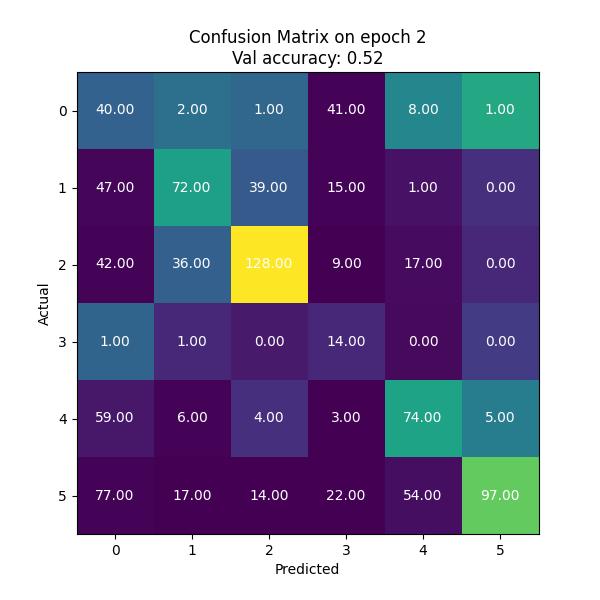 Confusion Matrix on epoch 2
Val accuracy: 0.52
Actual
0 40.00 2.00 1.00 41.00 8.00 1.00
1 47.00 72.00 39.00 15.00 1.00 0.00
2 42.00 36.00 128.00 9.00 17.00 0.00
3 1.00 1.00 0.00 14.00 0.00 0.00
4 59.00 6.00 4.00 3.00 74.00 5.00
5 77.00 17.00 14.00 22.00 54.00 97.00
0 1 2 3 4 5
Predicted